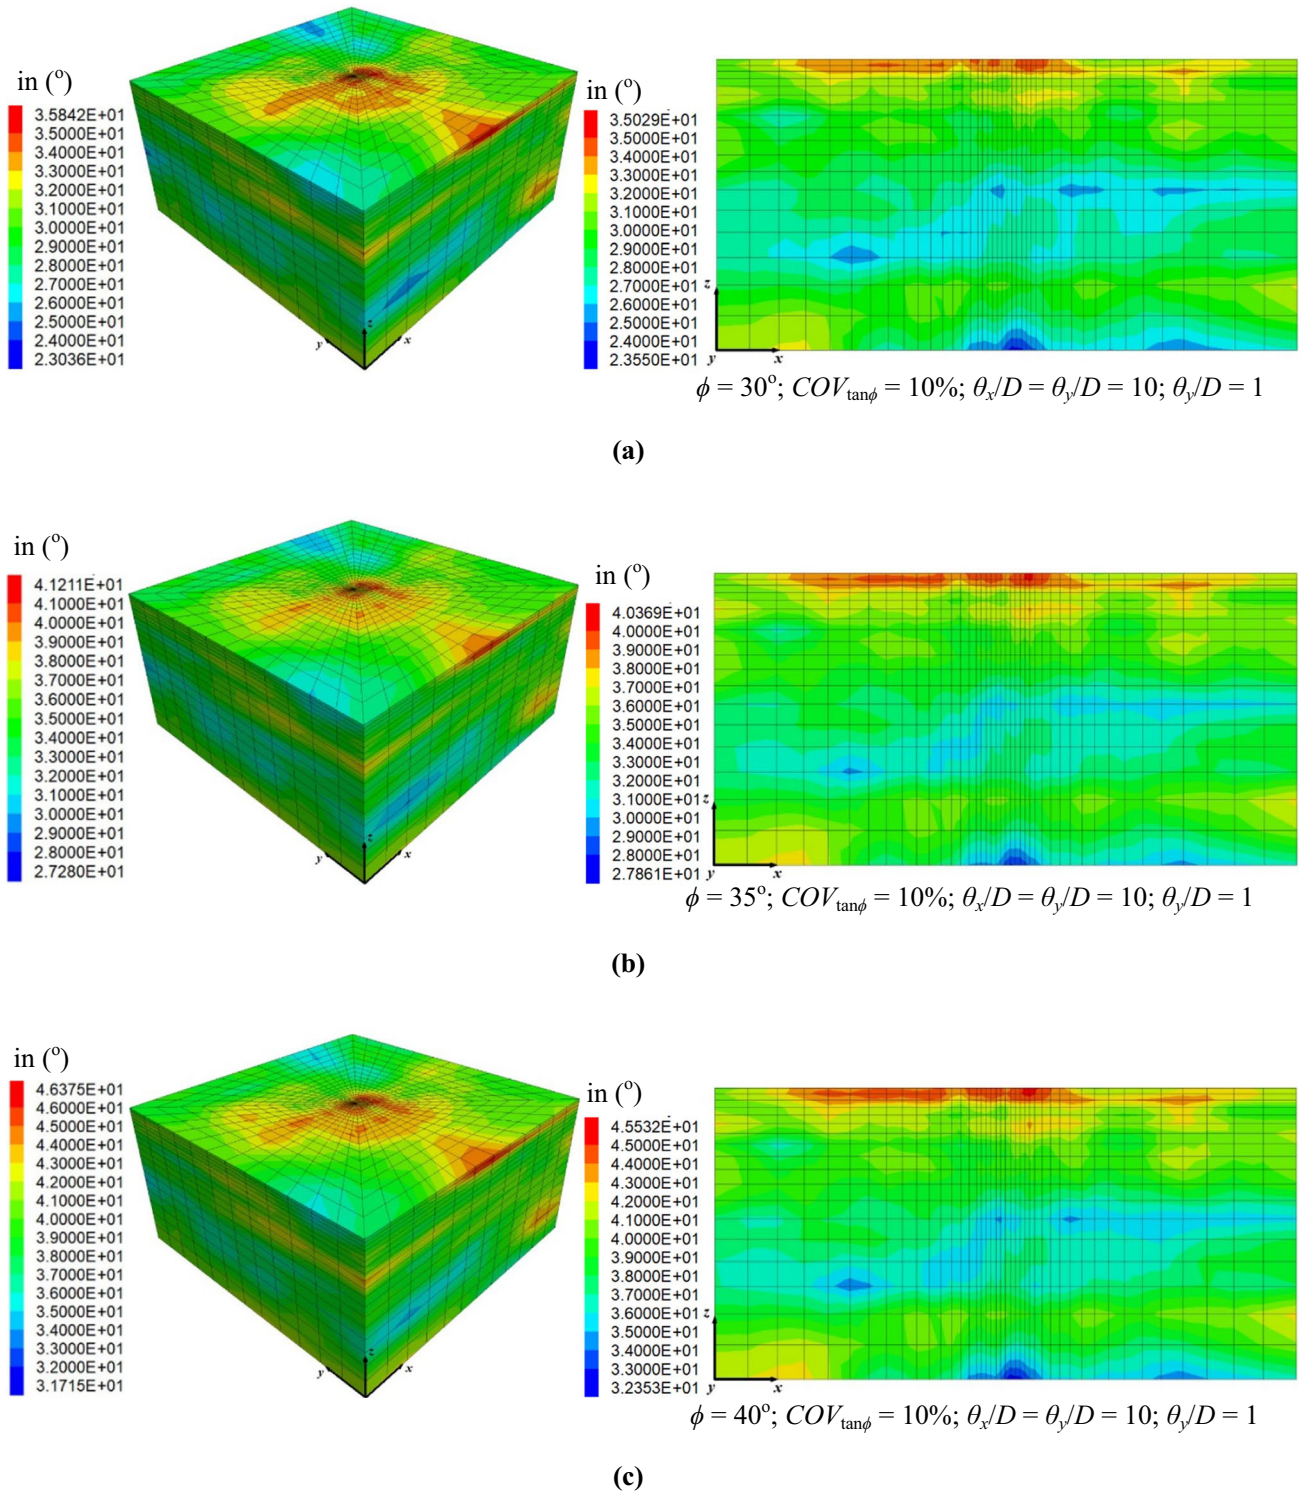 in (°)
3.5842E+01
3.5000E+01
3.4000E+01
3.3000E+01
3.2000E+01
3.1000E+01
3.0000E+01
2.9000E+01
2.8000E+01
2.7000E+01
2.6000E+01
2.5000E+01
2.4000E+01
2.3036E+01
z
y
x
in (°)
3.5029E+01
3.5000E+01
3.4000E+01
3.3000E+01
3.2000E+01
3.1000E+01
3.0000E+01
2.9000E+01
2.8000E+01
2.7000E+01
2.6000E+01
2.5000E+01
2.4000E+01
2.3550E+01
z
y
x
ϕ = 30°; COVtanϕ = 10%; θx/D = θy/D = 10; θy/D = 1
(a)
in (°)
4.1211E+01
4.1000E+01
4.0000E+01
3.9000E+01
3.8000E+01
3.7000E+01
3.6000E+01
3.5000E+01
3.4000E+01
3.3000E+01
3.2000E+01
3.1000E+01
3.0000E+01
2.9000E+01
2.8000E+01
2.7280E+01
z
y
x
in (°)
4.0369E+01
4.0000E+01
3.9000E+01
3.8000E+01
3.7000E+01
3.6000E+01
3.5000E+01
3.4000E+01
3.3000E+01
3.2000E+01
3.1000E+01
3.0000E+01
2.9000E+01
2.8000E+01
2.7861E+01
z
y
x
ϕ = 35°; COVtanϕ = 10%; θx/D = θy/D = 10; θy/D = 1
(b)
in (°)
4.6375E+01
4.6000E+01
4.5000E+01
4.4000E+01
4.3000E+01
4.2000E+01
4.1000E+01
4.0000E+01
3.9000E+01
3.8000E+01
3.7000E+01
3.6000E+01
3.5000E+01
3.4000E+01
3.3000E+01
3.2000E+01
3.1715E+01
z
y
x
in (°)
4.5532E+01
4.5000E+01
4.4000E+01
4.3000E+01
4.2000E+01
4.1000E+01
4.0000E+01
3.9000E+01
3.8000E+01
3.7000E+01
3.6000E+01
3.5000E+01
3.4000E+01
3.3000E+01
3.2353E+01
z
y
x
ϕ = 40°; COVtanϕ = 10%; θx/D = θy/D = 10; θy/D = 1
(c)